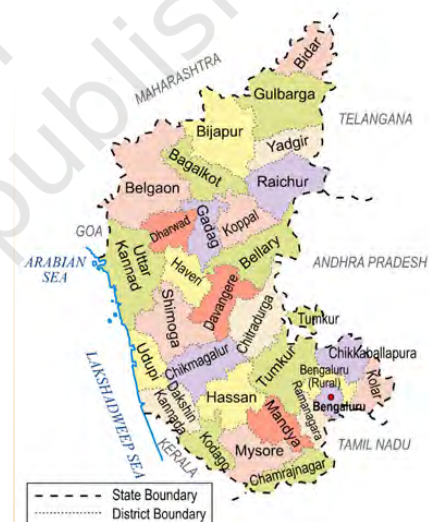 publish
Bidar
MAHARASHTRA
Gulbarga
TELANGANA
Bijapur
Yadgir
Bagalkot
Belgaon
Raichur
GOA
Dharwad
Gadag
Koppal
Bellary
ARABIAN
SEA
Uttar
Kannad
Haveri
ANDHRA PRADESH
Shimoga
Davangere
Chitradurga
Tumkur
Chikkaballapura
Udupi
Chikmagalur
Tumkur
Bengaluru
(Rural)
Kolar
LAKSHADWEEP SEA
Dakshin
Kannada
Hassan
Ramanagara
Bengaluru
Mandya
KERALA
Kodago
Mysore
TAMIL NADU
Chamrajnagar
State Boundary
District Boundary